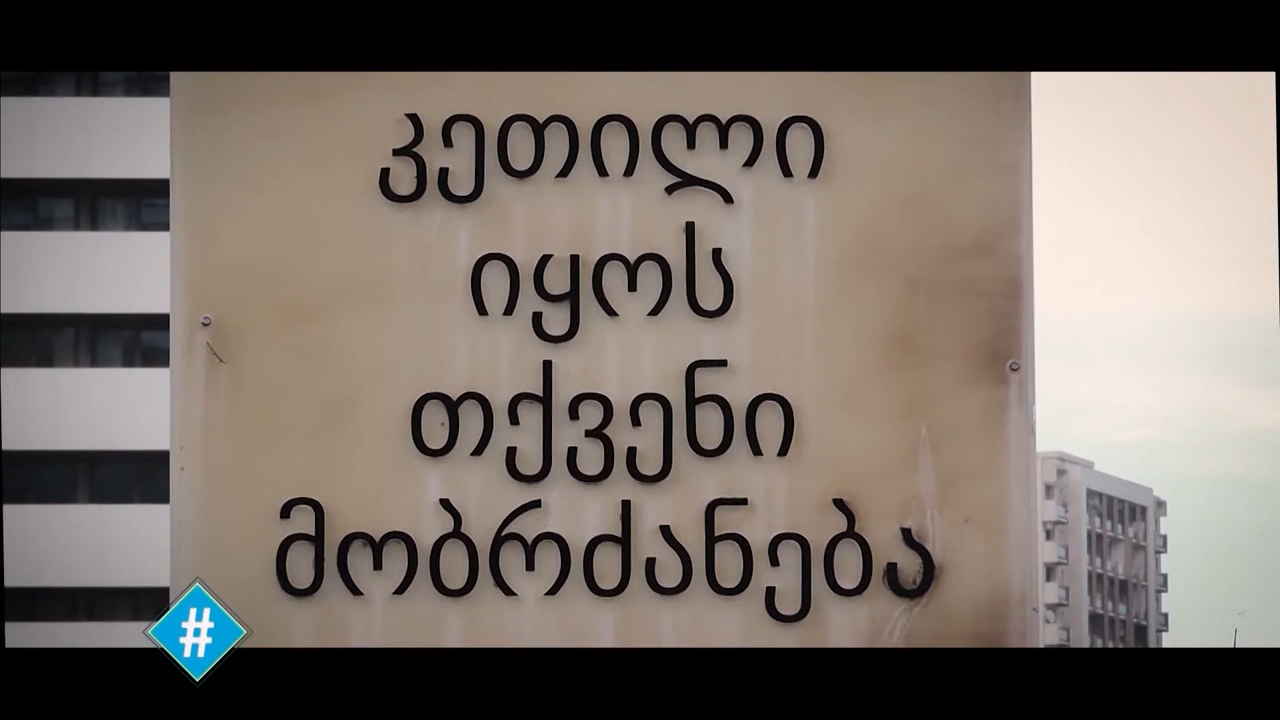 კეთილი
იყოს
თქვენი
მობრძანება
#